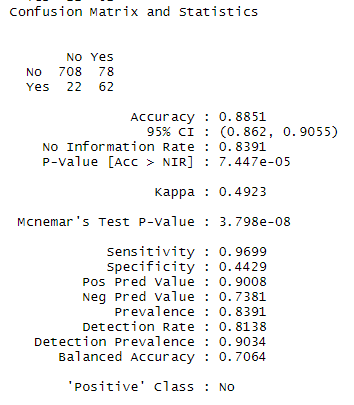 Confusion Matrix and Statistics
No Yes
No 708 78
Yes 22 62
Accuracy : 0.8851
95% CI : (0.862, 0.9055)
No Information Rate : 0.8391
P-Value [Acc > NIR] : 7.447e-05
Kappa : 0.4923
Mcnemar's Test P-Value : 3.798e-08
Sensitivity : 0.9699
Specificity : 0.4429
Pos Pred Value : 0.9008
Neg Pred Value : 0.7381
Prevalence : 0.8391
Detection Rate : 0.8138
Detection Prevalence : 0.9034
Balanced Accuracy : 0.7064
'Positive' Class : No